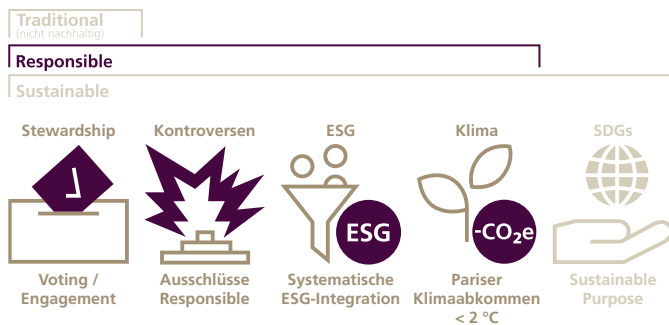 Traditional
(nicht nachhaltig)
Responsible
Sustainable
Stewardship
Kontroversen
ESG
Klima
SDGs
ESG
-CO₂e
Voting /
Engagement
Ausschlüsse
Responsible
Systematische
ESG-Integration
Pariser
Klimaabkommen
< 2 °C
Sustainable
Purpose